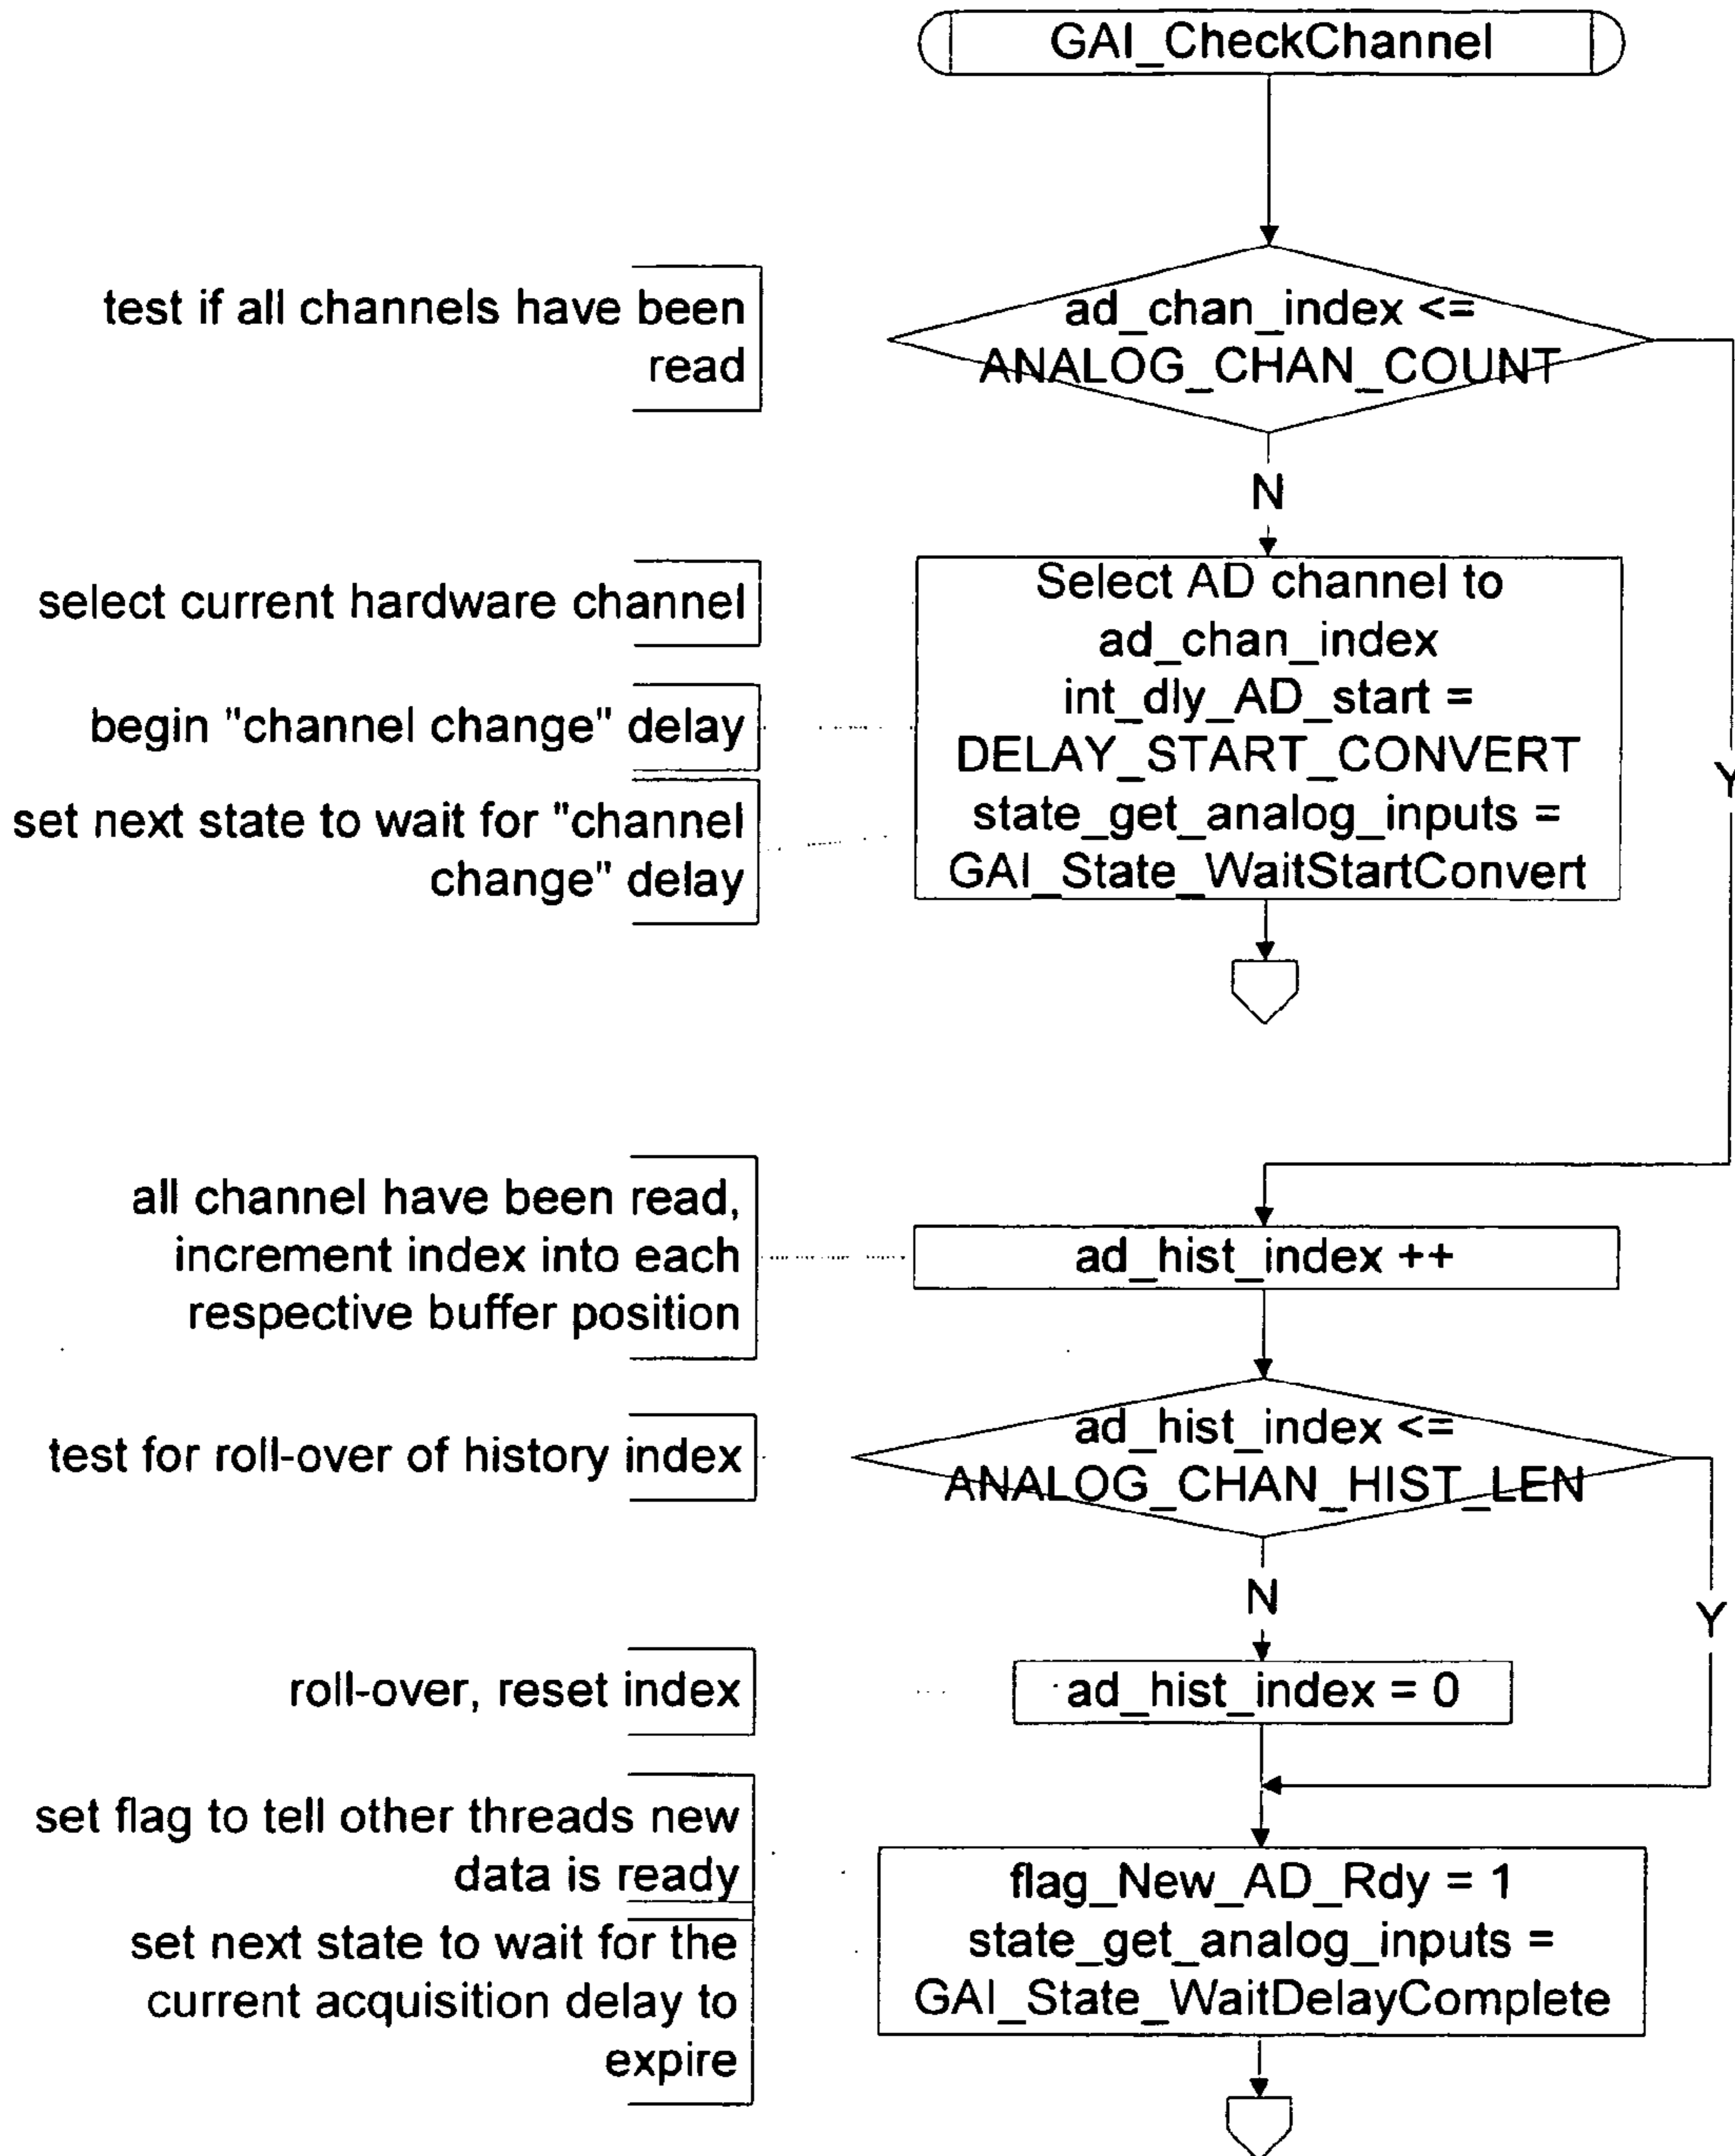 GAI_CheckChannel
test if all channels have been
read
ad_chan_index <=
ANALOG_CHAN_COUNT
N
Y
select current hardware channel
begin "channel change" delay
set next state to wait for "channel
change" delay
Select AD channel to
ad_chan_index
int_dly_AD_start =
DELAY_START_CONVERT
state_get_analog_inputs =
GAI_State_WaitStartConvert
all channel have been read,
increment index into each
respective buffer position
ad_hist_index ++
test for roll-over of history index
ad_hist_index <=
ANALOG_CHAN_HIST_LEN
N
Y
roll-over, reset index
ad_hist_index = 0
set flag to tell other threads new
data is ready
set next state to wait for the
current acquisition delay to
expire
flag_New_AD_Rdy = 1
state_get_analog_inputs =
GAI_State_WaitDelayComplete